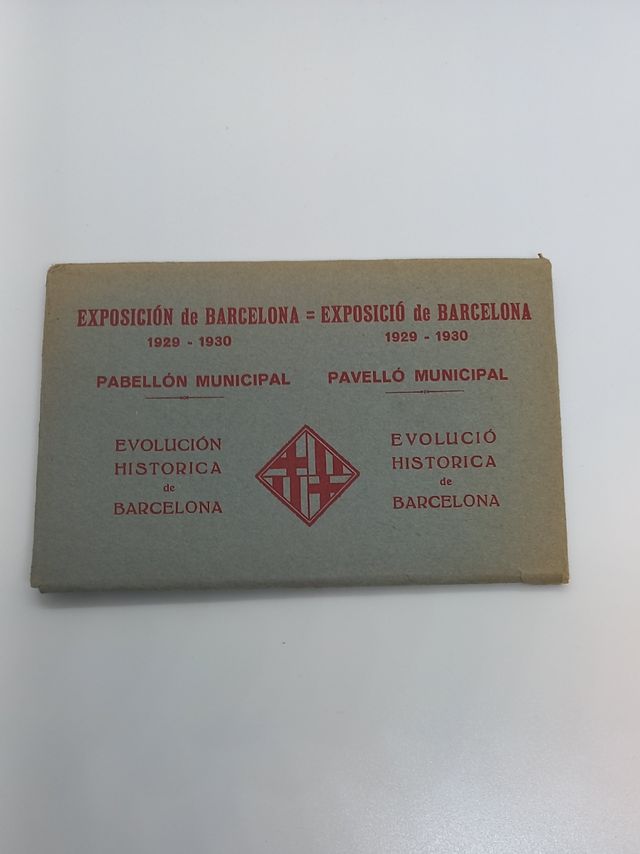 EXPOSICIÓN de BARCELONA = EXPOSICIÓ de BARCELONA
1929 - 1930
1929 - 1930
PABELLÓN MUNICIPAL
PAVELLÓ MUNICIPAL
EVOLUCIÓN
HISTORICA
de
BARCELONA
EVOLUCIÓ
HISTORICA
de
BARCELONA